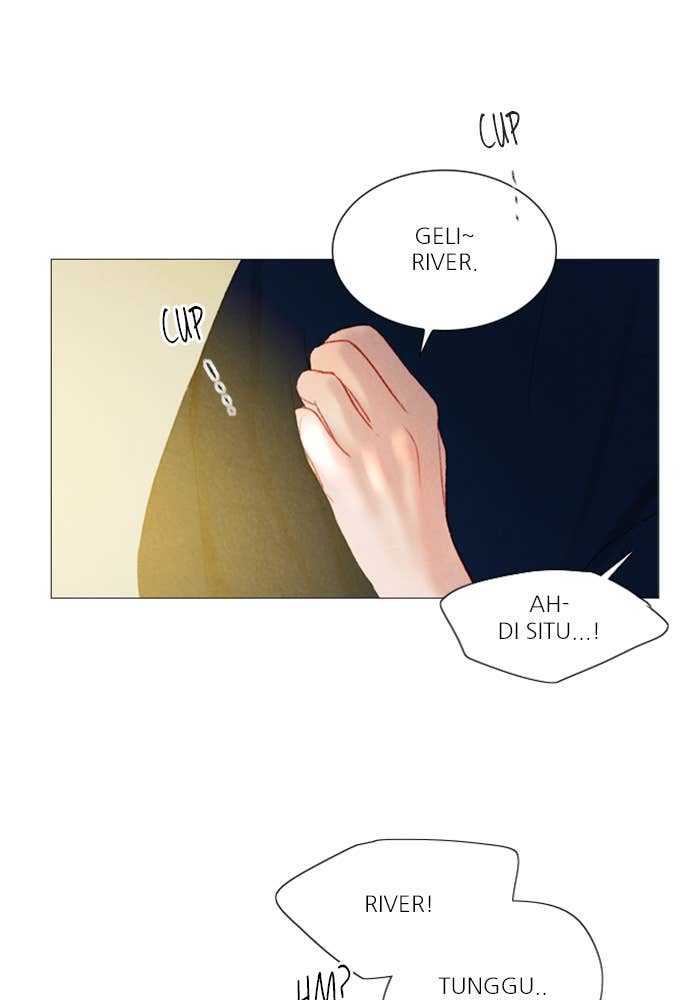 CUP
GELI~
RIVER.
CUP
AH-
DI SITU...!
RIVER!
HM?
TUNGGU..